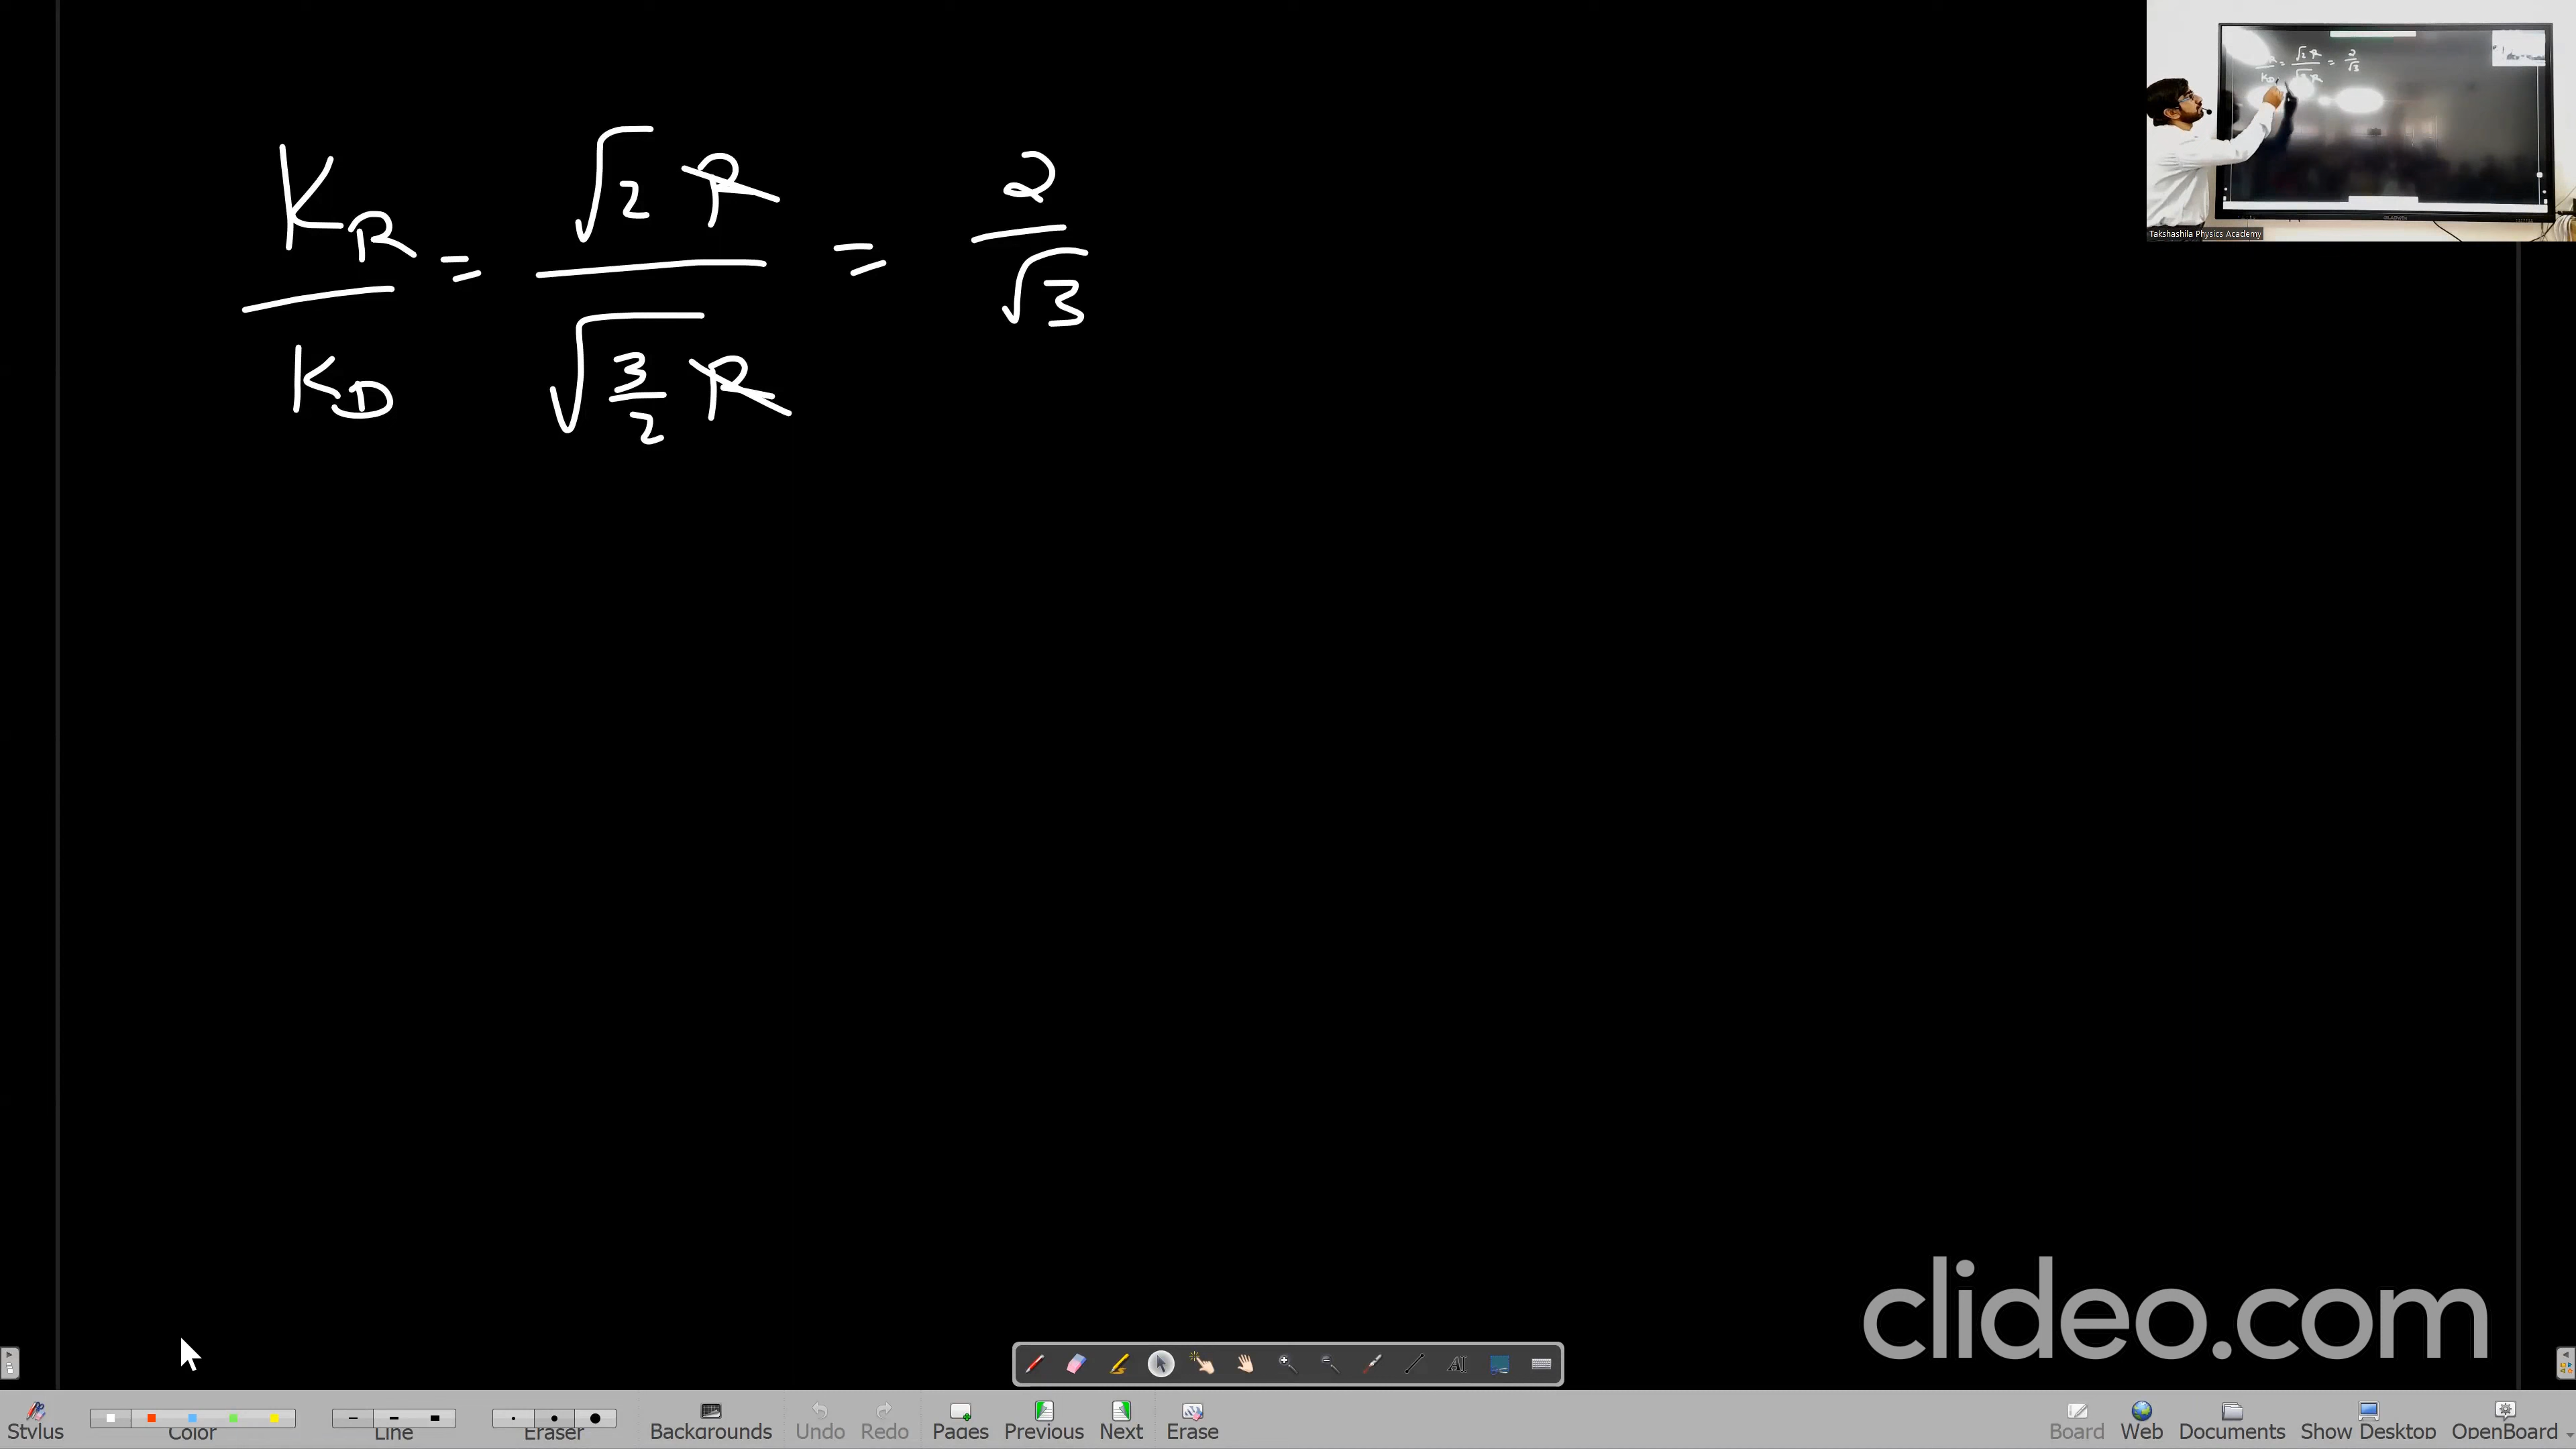 K_R / K_D = √2 R / √(3/2) R = 2 / √3
Takshashila Physics Academy
clideo.com
Stylus
Color
Line
Eraser
Backgrounds
Undo
Redo
Pages
Previous
Next
Erase
Board
Web
Documents
Show Desktop
OpenBoard